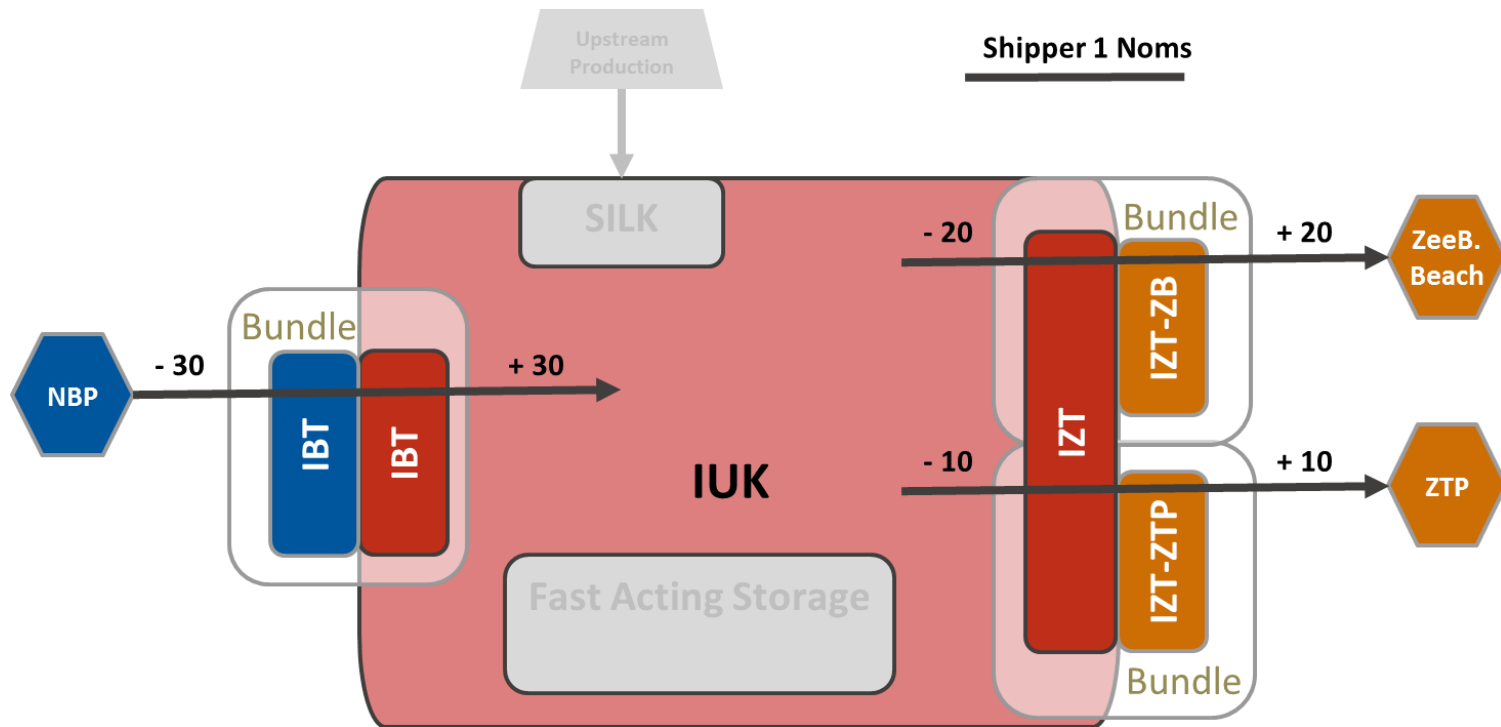 Upstream
Production
Shipper 1 Noms
SILK
Bundle
- 20
+ 20
ZeeB.
Beach
IZT-ZB
Bundle
- 30
+ 30
NBP
IBT
IBT
IZT
IUK
- 10
+ 10
ZTP
IZT-ZTP
Fast Acting Storage
Bundle